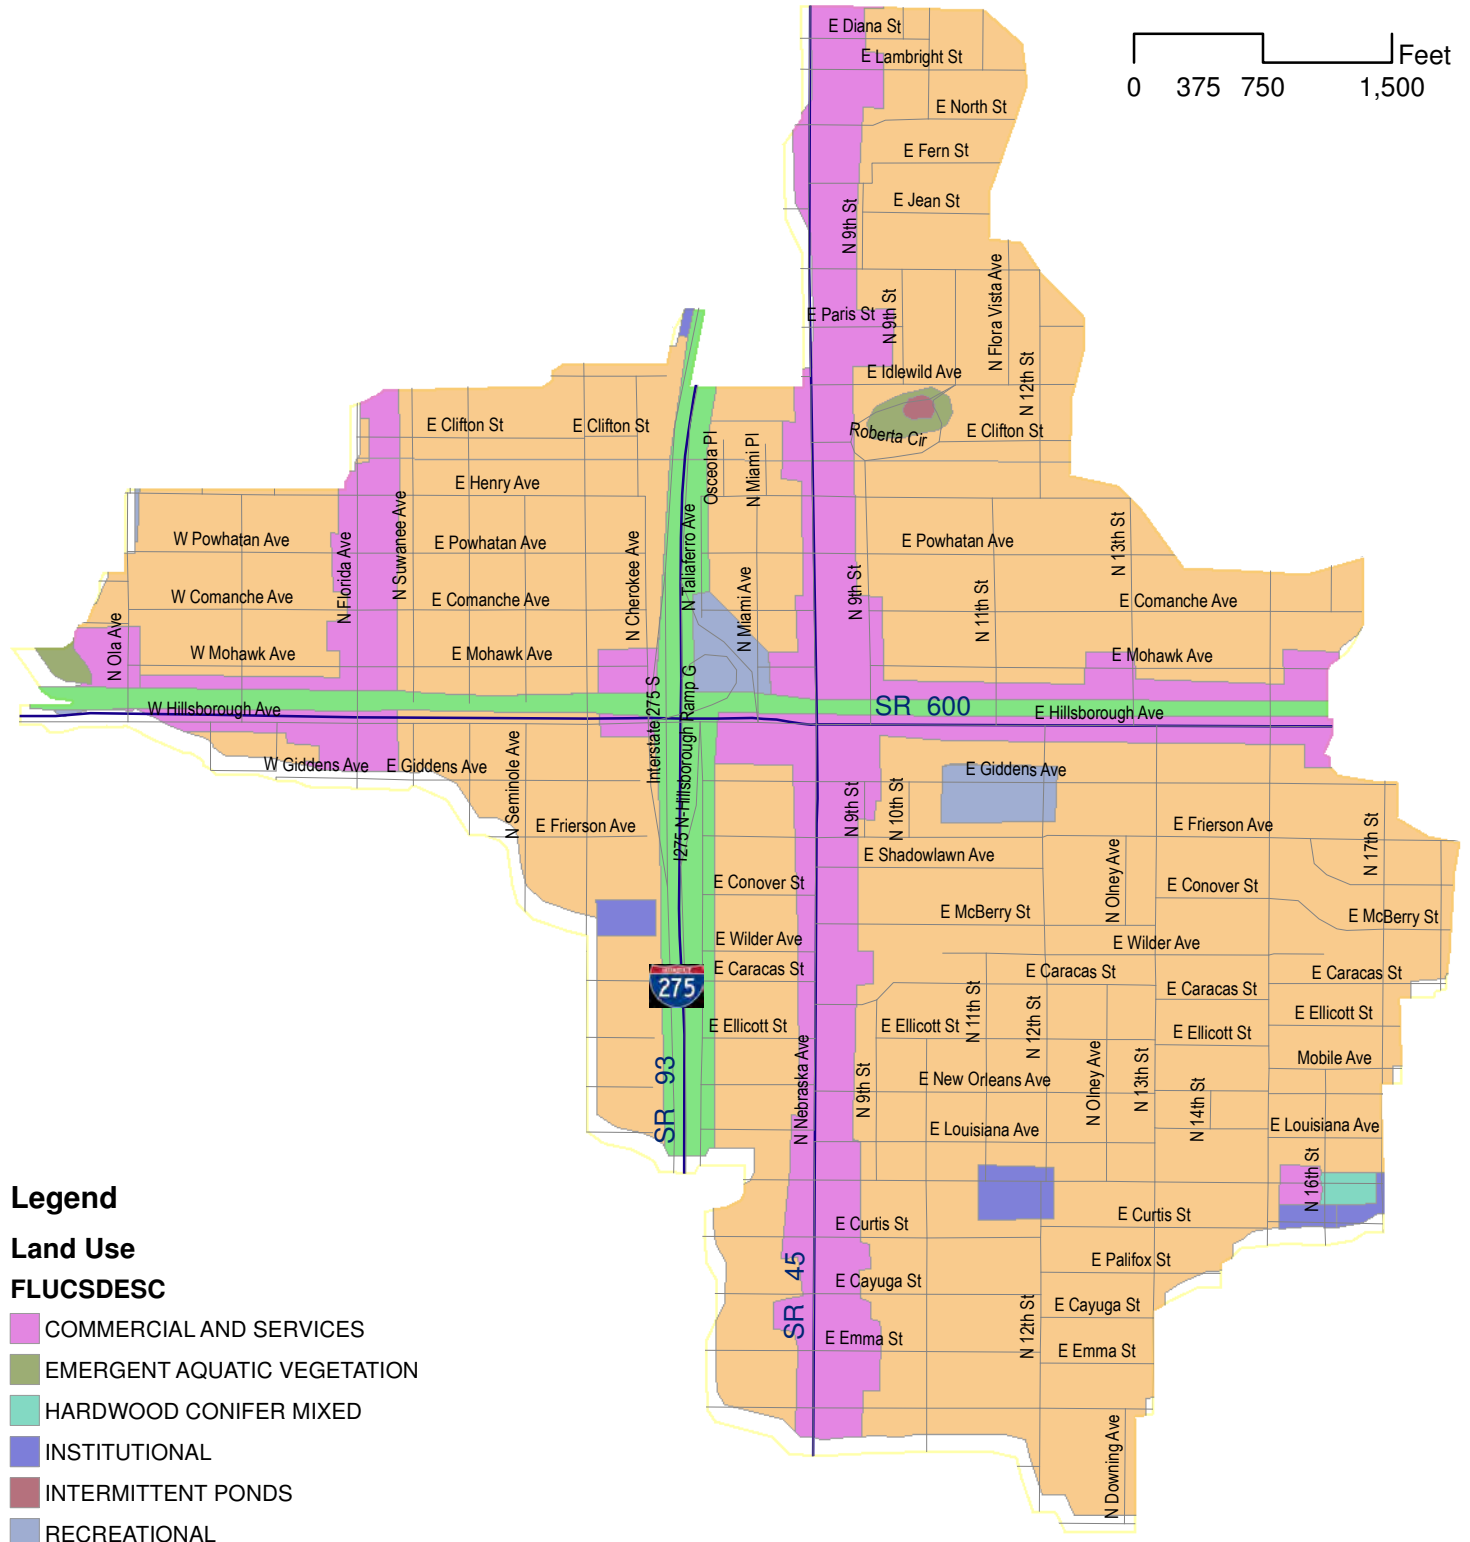 E Diana St
E Lambright St
Feet
0 375 750 1,500
E North St
E Fern St
E Jean St
N 9th St
N Flora Vista Ave
N 9th St
E Paris St
E Idlewild Ave
N 12th St
E Clifton St
E Clifton St
Roberta Cir
E Clifton St
Osceola Pl
N Miami Pl
E Henry Ave
N Suwanee Ave
N Taliaferro Ave
N 13th St
W Powhatan Ave
N Florida Ave
E Powhatan Ave
N Cherokee Ave
E Powhatan Ave
W Comanche Ave
E Comanche Ave
N Miami Ave
N 9th St
N 11th St
E Comanche Ave
N Ola Ave
W Mohawk Ave
E Mohawk Ave
E Mohawk Ave
W Hillsborough Ave
SR 600
E Hillsborough Ave
Interstate 275 S
I275 N-Hillsborough Ramp G
W Giddens Ave
E Giddens Ave
N Seminole Ave
E Giddens Ave
N 9th St
N 10th St
E Frierson Ave
E Frierson Ave
N 17th St
E Shadowlawn Ave
E Conover St
N Olney Ave
E Conover St
E McBerry St
E McBerry St
E Wilder Ave
E Wilder Ave
E Caracas St
E Caracas St
E Caracas St
275
E Caracas St
N 11th St
N 12th St
E Ellicott St
E Ellicott St
E Ellicott St
E Ellicott St
N Nebraska Ave
Mobile Ave
SR 93
N 9th St
E New Orleans Ave
N Olney Ave
N 13th St
N 14th St
E Louisiana Ave
E Louisiana Ave
N 16th St
E Curtis St
E Curtis St
SR 45
E Palifox St
E Cayuga St
E Cayuga St
N 12th St
E Emma St
E Emma St
N Downing Ave
Legend
Land Use
FLUCSDESC
COMMERCIAL AND SERVICES
EMERGENT AQUATIC VEGETATION
HARDWOOD CONIFER MIXED
INSTITUTIONAL
INTERMITTENT PONDS
RECREATIONAL